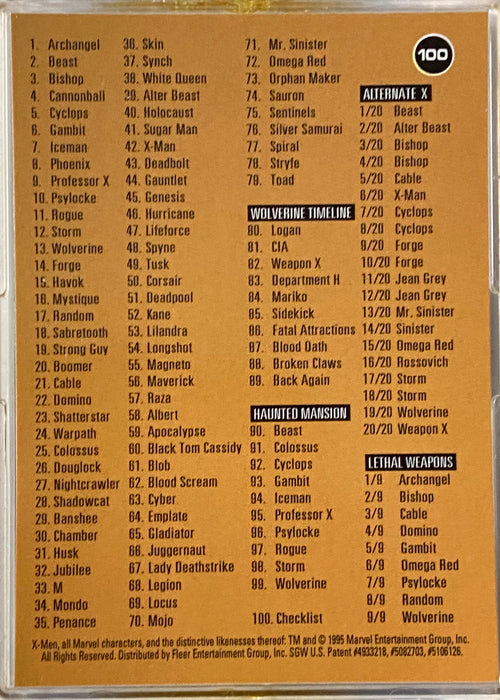 100
1. Archangel
2. Beast
3. Bishop
4. Cannonball
5. Cyclops
6. Gambit
7. Iceman
8. Phoenix
9. Professor X
10. Psylocke
11. Rogue
12. Storm
13. Wolverine
14. Forge
15. Havok
16. Mystique
17. Random
18. Sabretooth
19. Strong Guy
20. Boomer
21. Cable
22. Domino
23. Shatterstar
24. Warpath
25. Colossus
26. Douglock
27. Nightcrawler
28. Shadowcat
29. Banshee
30. Chamber
31. Husk
32. Jubilee
33. M
34. Mondo
35. Penance
36. Skin
37. Synch
38. White Queen
29. Alter Beast
40. Holocaust
41. Sugar Man
42. X-Man
43. Deadbolt
44. Gauntlet
45. Genesis
46. Hurricane
47. Lifeforce
48. Spyne
49. Tusk
50. Corsair
51. Deadpool
52. Kane
53. Lilandra
54. Longshot
55. Magneto
56. Maverick
57. Raza
58. Albert
59. Apocalypse
60. Black Tom Cassidy
61. Blob
62. Blood Scream
63. Cyber
64. Emplate
65. Gladiator
66. Juggernaut
67. Lady Deathstrike
68. Legion
69. Locus
70. Mojo
71. Mr. Sinister
72. Omega Red
73. Orphan Maker
74. Sauron
75. Sentinels
76. Silver Samurai
77. Spiral
78. Stryfe
79. Toad
WOLVERINE TIMELINE
80. Logan
81. CIA
82. Weapon X
83. Department H
84. Mariko
85. Sidekick
86. Fatal Attractions
87. Blood Oath
88. Broken Claws
89. Back Again
HAUNTED MANSION
90. Beast
91. Colossus
92. Cyclops
93. Gambit
94. Iceman
95. Professor X
96. Psylocke
97. Rogue
98. Storm
99. Wolverine
100. Checklist
ALTERNATE X
1/20 Beast
2/20 Alter Beast
3/20 Bishop
4/20 Bishop
5/20 Cable
6/20 X-Man
7/20 Cyclops
8/20 Cyclops
9/20 Forge
10/20 Forge
11/20 Jean Grey
12/20 Jean Grey
13/20 Mr. Sinister
14/20 Sinister
15/20 Omega Red
16/20 Rossovich
17/20 Storm
18/20 Storm
19/20 Wolverine
20/20 Weapon X
LETHAL WEAPONS
1/9 Archangel
2/9 Bishop
3/9 Cable
4/9 Domino
5/9 Gambit
6/9 Omega Red
7/9 Psylocke
8/9 Random
9/9 Wolverine
X-Men, all Marvel characters, and the distinctive likenesses thereof: TM and © 1995 Marvel Entertainment Group, Inc.
All Rights Reserved. Distributed by Fleer Entertainment Group, Inc. SGW U.S. Patent #4933218, #5082703, #5106126.